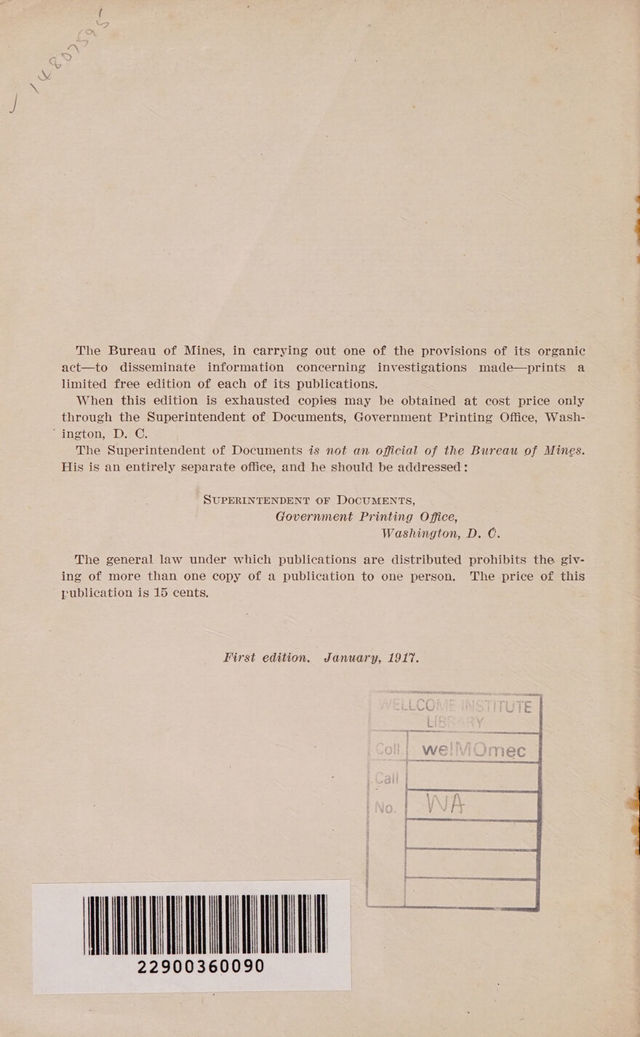 14807595
The Bureau of Mines, in carrying out one of the provisions of its organic
act—to disseminate information concerning investigations made—prints a
limited free edition of each of its publications.
When this edition is exhausted copies may be obtained at cost price only
through the Superintendent of Documents, Government Printing Office, Wash-
ington, D. C.
The Superintendent of Documents is not an official of the Bureau of Mines.
His is an entirely separate office, and he should be addressed:
SUPERINTENDENT OF DOCUMENTS,
Government Printing Office,
Washington, D. C.
The general law under which publications are distributed prohibits the giv-
ing of more than one copy of a publication to one person. The price of this
publication is 15 cents.
First edition. January, 1917.
WELLCOME INSTITUTE
LIBRARY
Coll. welMOmec
Call
No. WA
22900360090